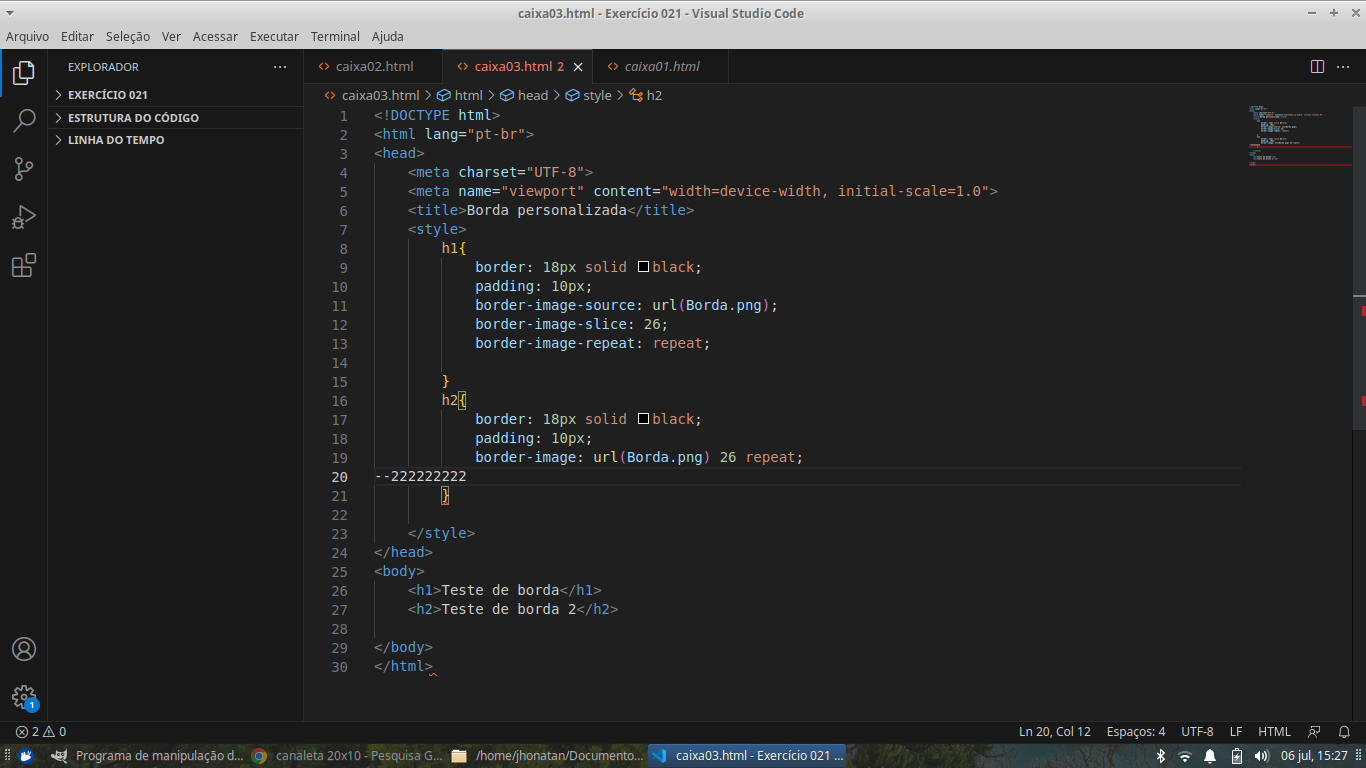 caixa03.html - Exercício 021 - Visual Studio Code
Arquivo Editar Seleção Ver Acessar Executar Terminal Ajuda
EXPLORADOR
EXERCÍCIO 021
ESTRUTURA DO CÓDIGO
LINHA DO TEMPO
caixa02.html caixa03.html 2 caixa01.html
caixa03.html > html > head > style > h2
1 <!DOCTYPE html>
2 <html lang="pt-br">
3 <head>
4 <meta charset="UTF-8">
5 <meta name="viewport" content="width=device-width, initial-scale=1.0">
6 <title>Borda personalizada</title>
7 <style>
8 h1{
9 border: 18px solid black;
10 padding: 10px;
11 border-image-source: url(Borda.png);
12 border-image-slice: 26;
13 border-image-repeat: repeat;
14
15 }
16 h2{
17 border: 18px solid black;
18 padding: 10px;
19 border-image: url(Borda.png) 26 repeat;
20 --222222222
21 }
22
23 </style>
24 </head>
25 <body>
26 <h1>Teste de borda</h1>
27 <h2>Teste de borda 2</h2>
28
29 </body>
30 </html>
1
2 0 Ln 20, Col 12 Espaços: 4 UTF-8 LF HTML
Programa de manipulação d... canaleta 20x10 - Pesquisa G... /home/jhonatan/Documento... caixa03.html - Exercício 021 ... 06 jul, 15:27